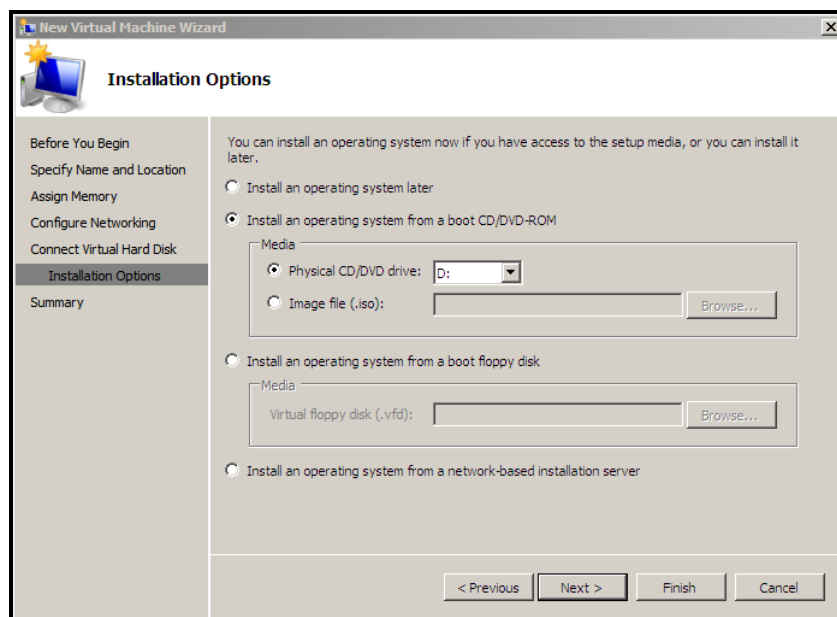 New Virtual Machine Wizard
Installation Options
Before You Begin
Specify Name and Location
Assign Memory
Configure Networking
Connect Virtual Hard Disk
Installation Options
Summary
You can install an operating system now if you have access to the setup media, or you can install it
later.
Install an operating system later
Install an operating system from a boot CD/DVD-ROM
Media
Physical CD/DVD drive: D:
Image file (.iso): Browse...
Install an operating system from a boot floppy disk
Media
Virtual floppy disk (.vfd): Browse...
Install an operating system from a network-based installation server
< Previous Next > Finish Cancel